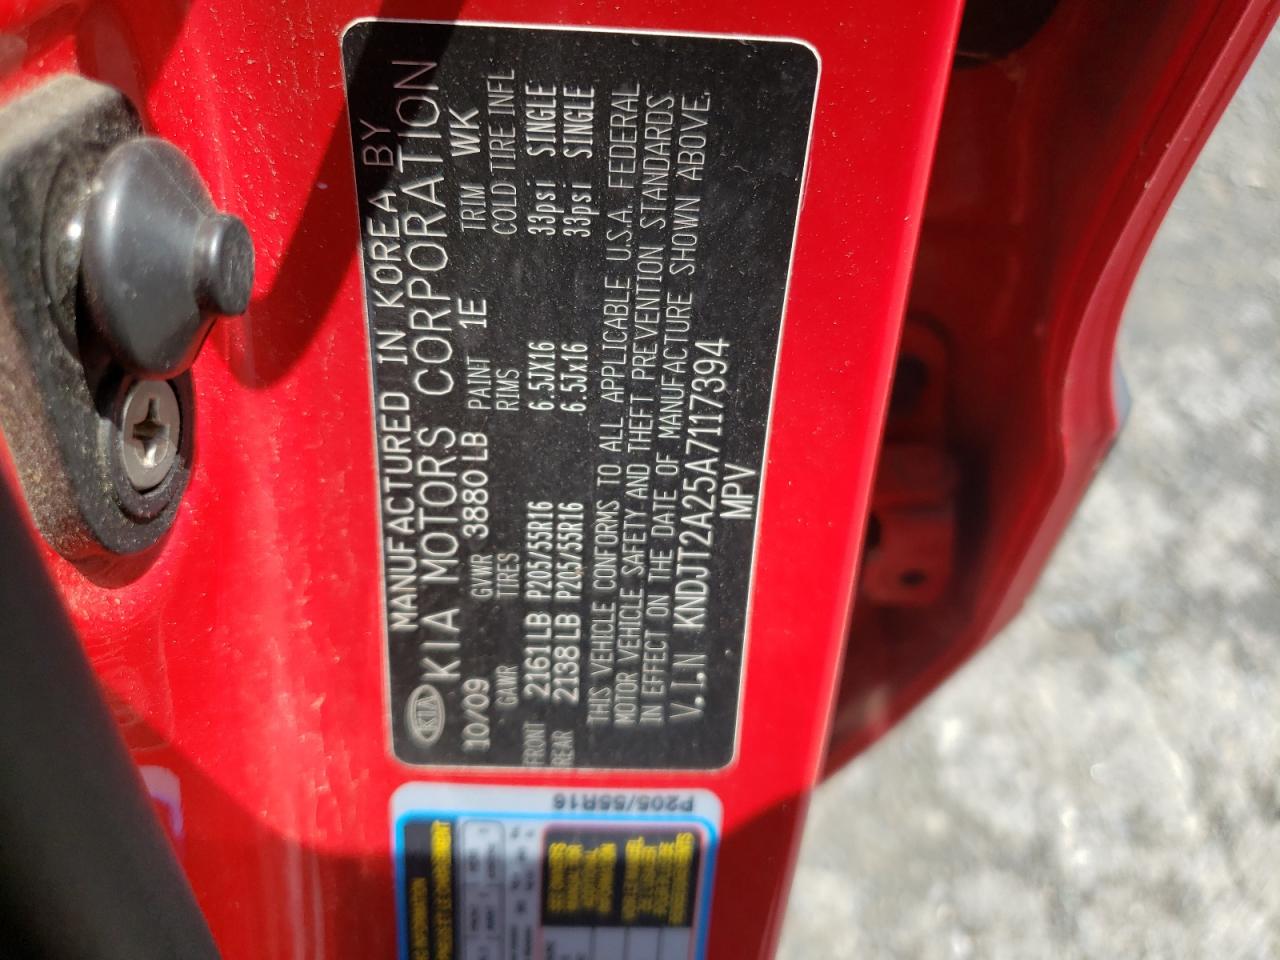 MANUFACTURED IN KOREA BY
KIA KIA MOTORS CORPORATION
10/09 GVWR 3880 LB PAINT 1E TRIM WK
GAWR TIRES RIMS COLD TIRE INFL
FRONT 2161LB P205/55R16 6.5JX16 33psi SINGLE
REAR 2138LB P205/55R16 6.5Jx16 33psi SINGLE
THIS VEHICLE CONFORMS TO ALL APPLICABLE U.S.A. FEDERAL
MOTOR VEHICLE SAFETY AND THEFT PREVENTION STANDARDS
IN EFFECT ON THE DATE OF MANUFACTURE SHOWN ABOVE.
V.I.N KNDJT2A25A7117394
MPV
P205/55R16